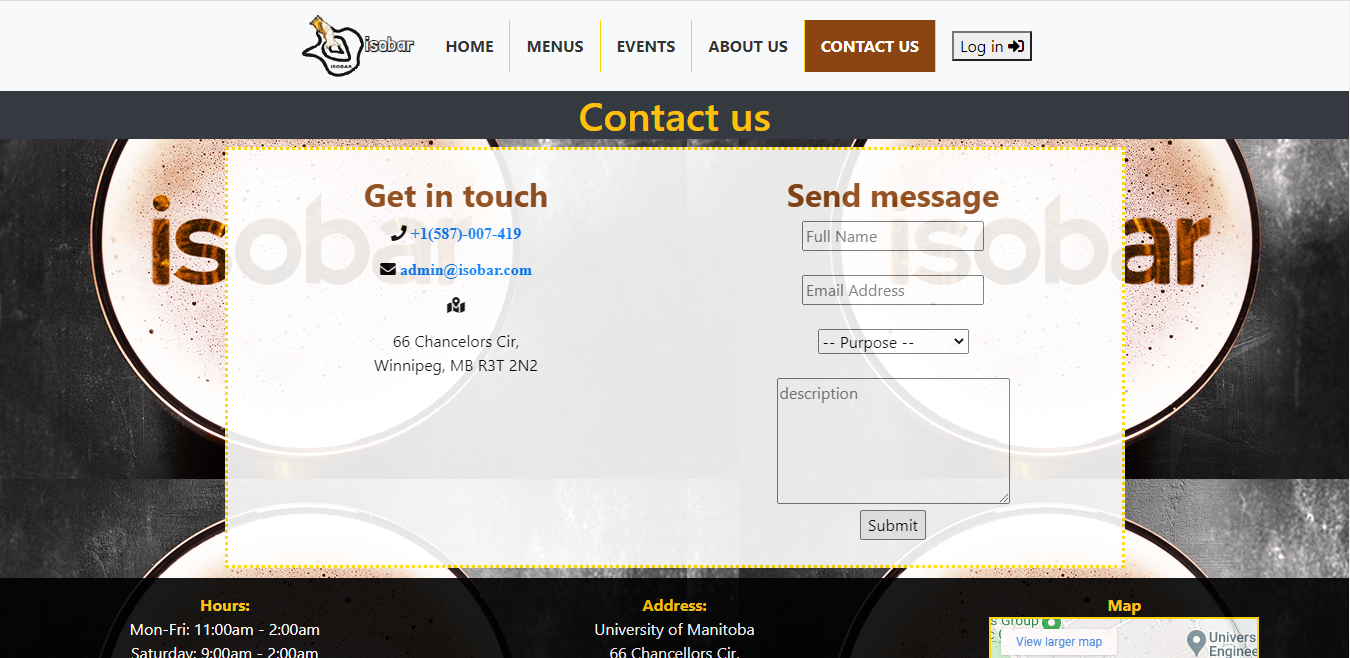 isobar
ISOBAR
HOME
MENUS
EVENTS
ABOUT US
CONTACT US
Log in
Contact us
isobar
isobar
Get in touch
+1(587)-007-419
admin@isobar.com
66 Chancelors Cir,
Winnipeg, MB R3T 2N2
Send message
Full Name
Email Address
-- Purpose --
description
Submit
Hours:
Mon-Fri: 11:00am - 2:00am
Saturday: 9:00am - 2:00am
Address:
University of Manitoba
66 Chancellors Cir.
Map
s Group
View larger map
Univers
Enginee